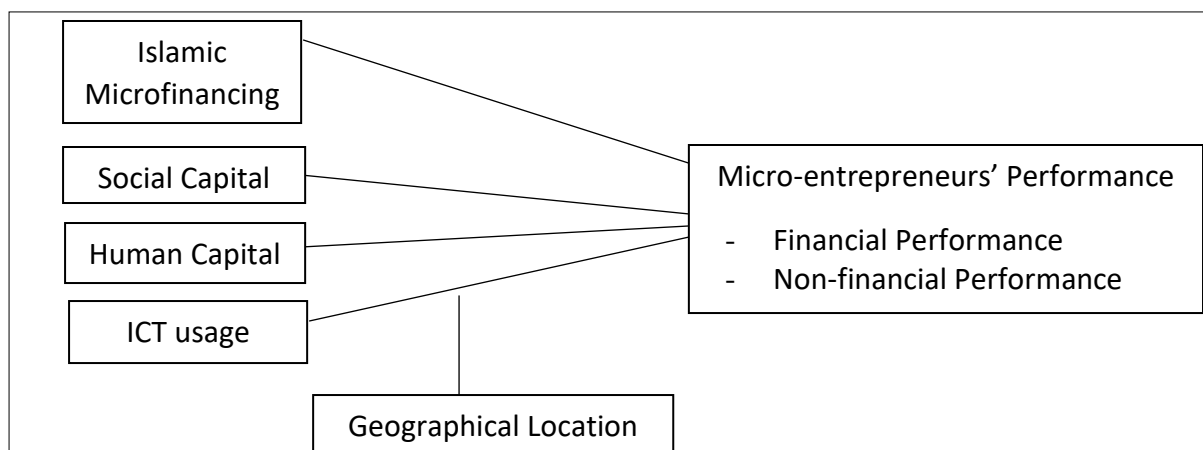 Islamic
Microfinancing
Social Capital
Human Capital
ICT usage
Geographical Location
Micro-entrepreneurs’ Performance
- Financial Performance
- Non-financial Performance